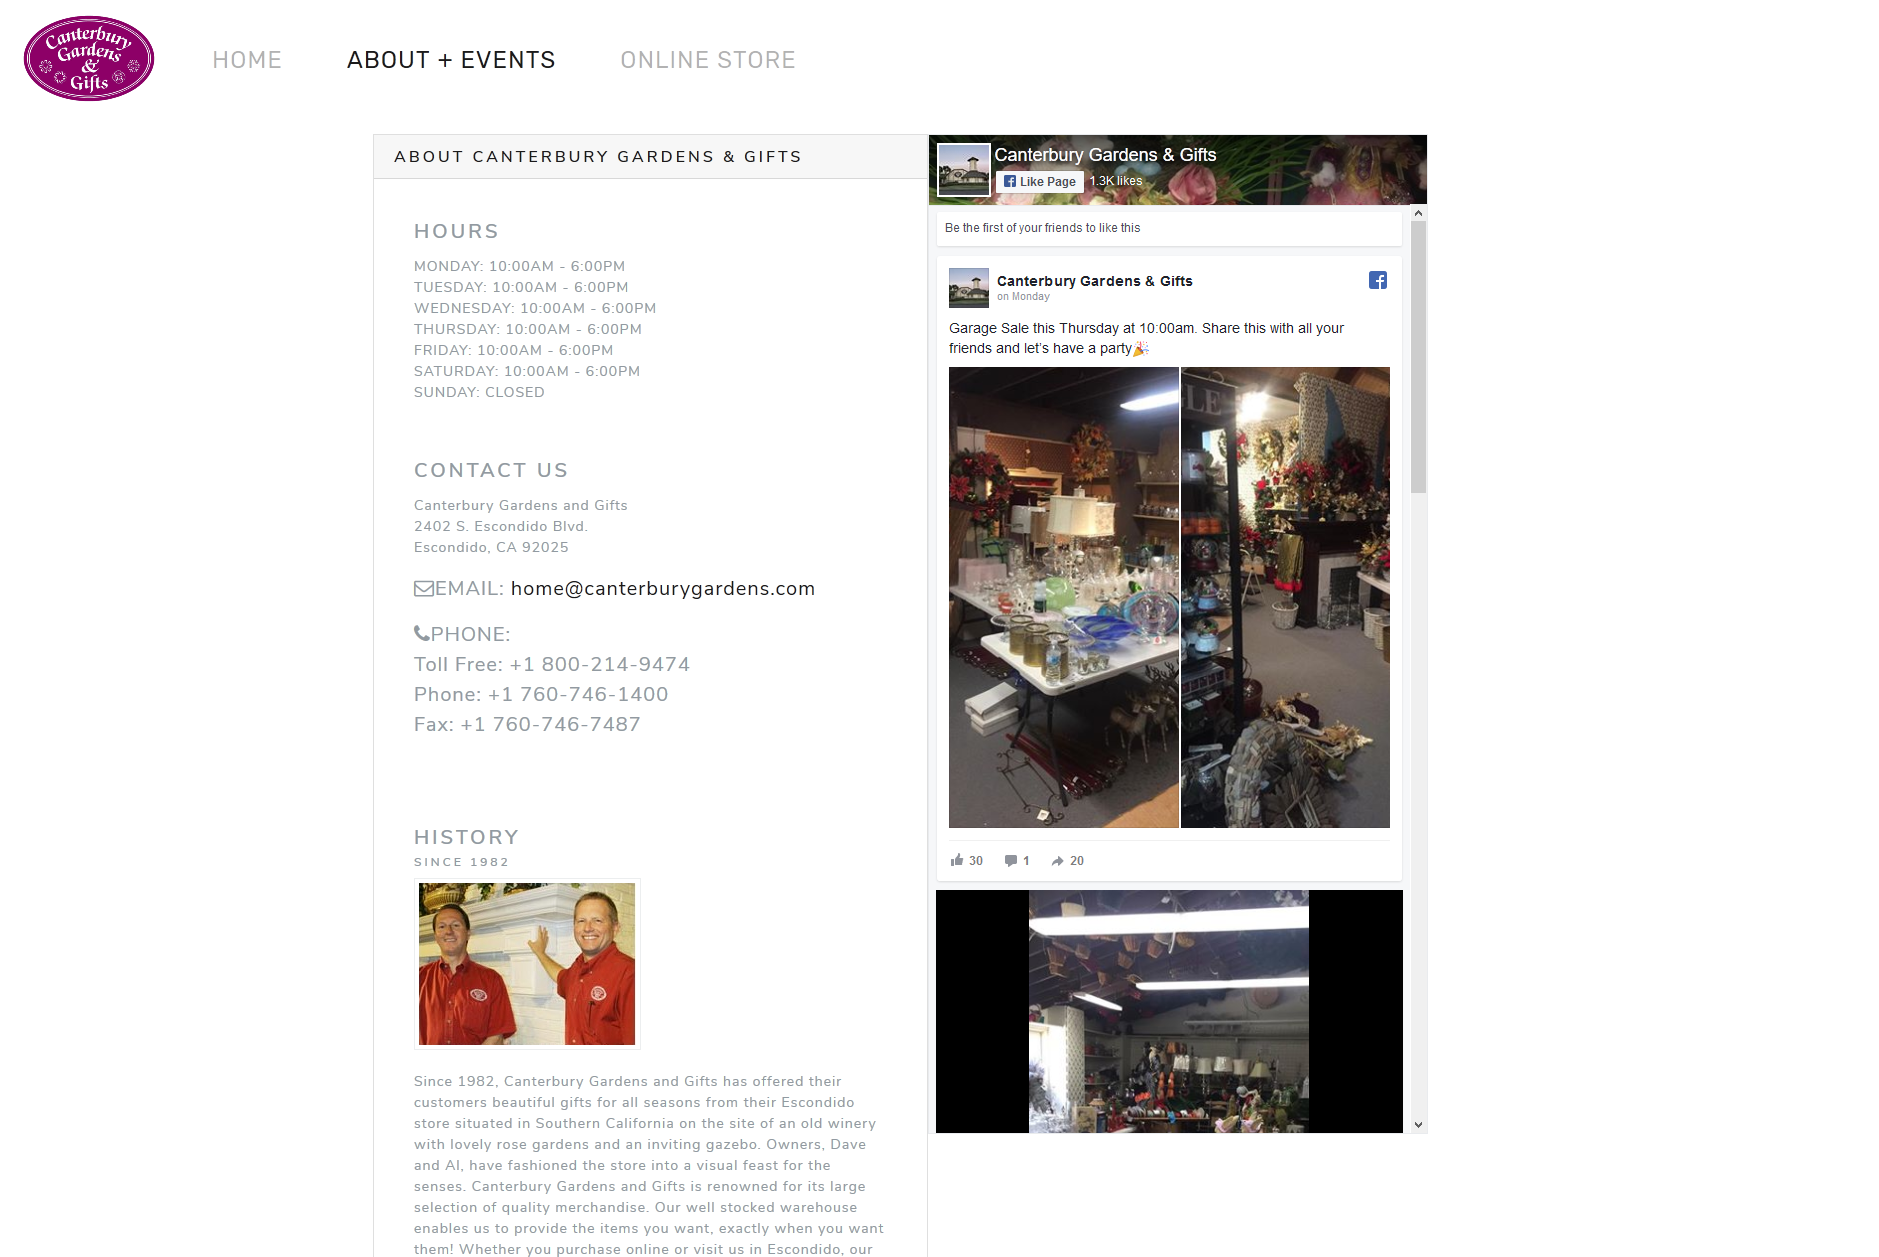 Canterbury
Gardens
&
Gifts
HOME
ABOUT + EVENTS
ONLINE STORE
ABOUT CANTERBURY GARDENS & GIFTS
HOURS
MONDAY: 10:00AM - 6:00PM
TUESDAY: 10:00AM - 6:00PM
WEDNESDAY: 10:00AM - 6:00PM
THURSDAY: 10:00AM - 6:00PM
FRIDAY: 10:00AM - 6:00PM
SATURDAY: 10:00AM - 6:00PM
SUNDAY: CLOSED
CONTACT US
Canterbury Gardens and Gifts
2402 S. Escondido Blvd.
Escondido, CA 92025
EMAIL: home@canterburygardens.com
PHONE:
Toll Free: +1 800-214-9474
Phone: +1 760-746-1400
Fax: +1 760-746-7487
HISTORY
SINCE 1982
Since 1982, Canterbury Gardens and Gifts has offered their
customers beautiful gifts for all seasons from their Escondido
store situated in Southern California on the site of an old winery
with lovely rose gardens and an inviting gazebo. Owners, Dave
and Al, have fashioned the store into a visual feast for the
senses. Canterbury Gardens and Gifts is renowned for its large
selection of quality merchandise. Our well stocked warehouse
enables us to provide the items you want, exactly when you want
them! Whether you purchase online or visit us in Escondido, our
Canterbury Gardens & Gifts
Like Page
1.3K likes
Be the first of your friends to like this
Canterbury Gardens & Gifts
on Monday
Garage Sale this Thursday at 10:00am. Share this with all your
friends and let's have a party🎉
30
1
20